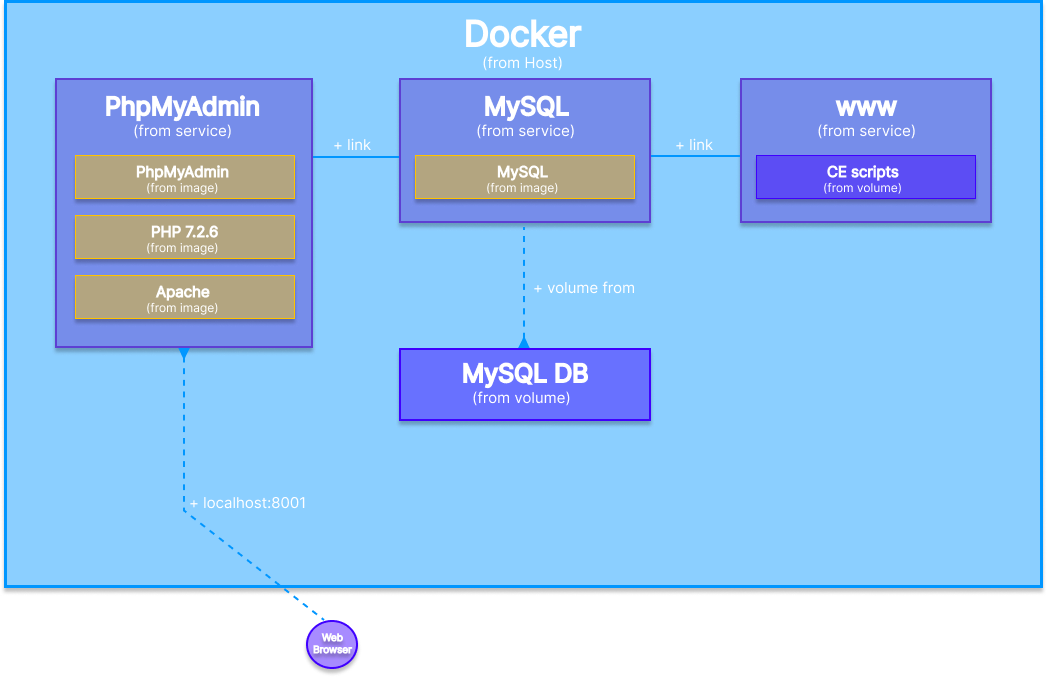 Docker
(from Host)
PhpMyAdmin
(from service)
PhpMyAdmin
(from image)
PHP 7.2.6
(from image)
Apache
(from image)
+ link
MySQL
(from service)
MySQL
(from image)
+ link
www
(from service)
CE scripts
(from volume)
+ volume from
MySQL DB
(from volume)
+ localhost:8001
Web
Browser